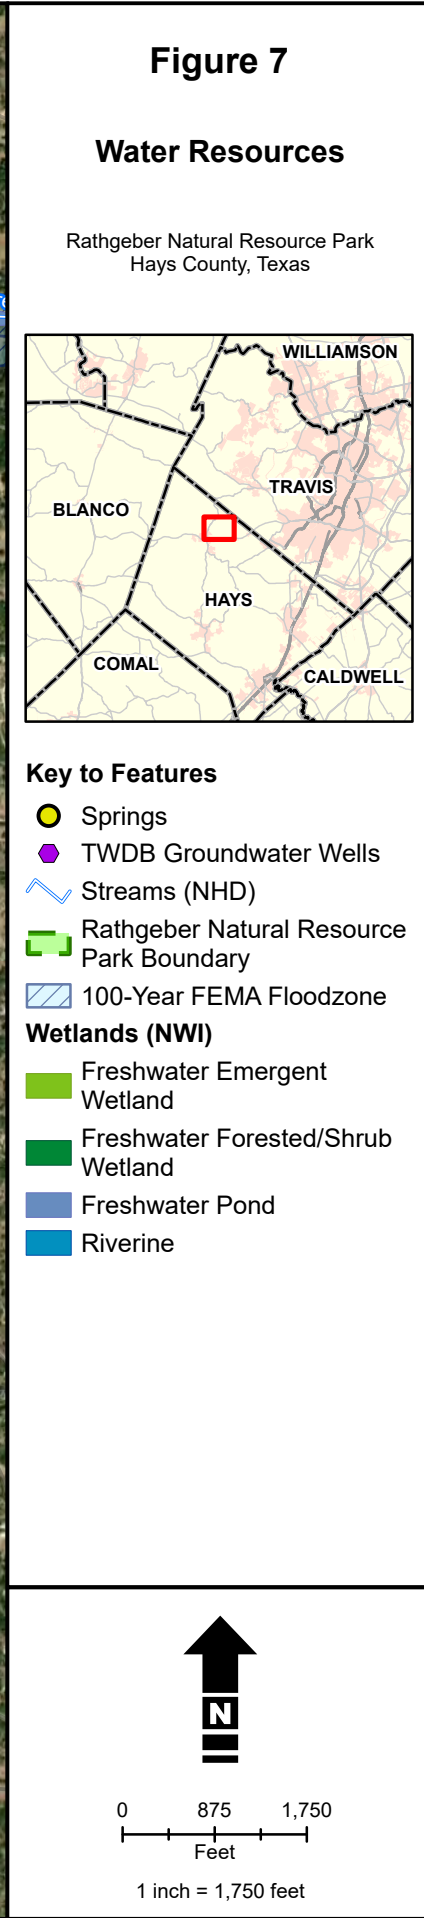 Figure 7
Water Resources
Rathgeber Natural Resource Park
Hays County, Texas
WILLIAMSON
TRAVIS
BLANCO
HAYS
COMAL
CALDWELL
Key to Features
Springs
TWDB Groundwater Wells
Streams (NHD)
Rathgeber Natural Resource
Park Boundary
100-Year FEMA Floodzone
Wetlands (NWI)
Freshwater Emergent
Wetland
Freshwater Forested/Shrub
Wetland
Freshwater Pond
Riverine
N
0 875 1,750
Feet
1 inch = 1,750 feet